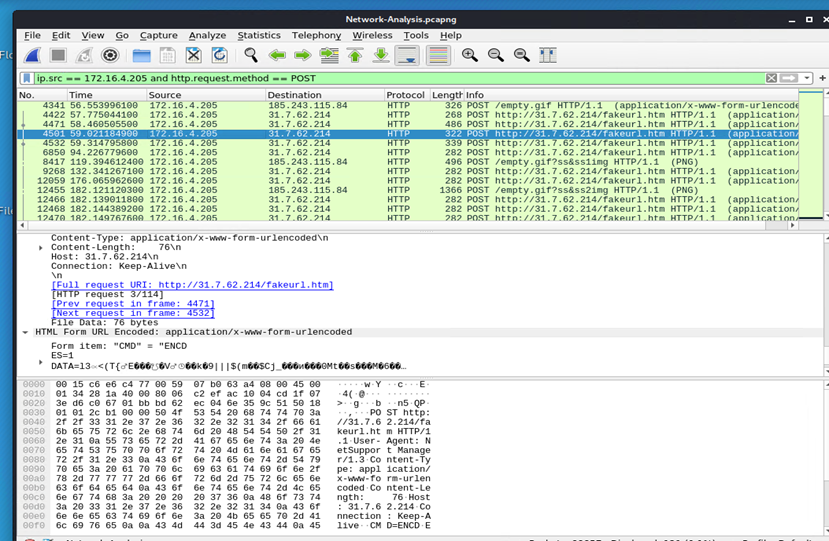 Network-Analysis.pcapng
File Edit View Go Capture Analyze Statistics Telephony Wireless Tools Help
ip.src == 172.16.4.205 and http.request.method == POST
No. Time Source Destination Protocol Length Info
4341 56.553996100 172.16.4.205 185.243.115.84 HTTP 326 POST /empty.gif HTTP/1.1 (application/x-www-form-urlencode
4422 57.775044100 172.16.4.205 31.7.62.214 HTTP 268 POST http://31.7.62.214/fakeurl.htm HTTP/1.1 (application/
4471 58.460505500 172.16.4.205 31.7.62.214 HTTP 486 POST http://31.7.62.214/fakeurl.htm HTTP/1.1 (application/
4501 59.021184900 172.16.4.205 31.7.62.214 HTTP 322 POST http://31.7.62.214/fakeurl.htm HTTP/1.1 (application/
4532 59.314795800 172.16.4.205 31.7.62.214 HTTP 339 POST http://31.7.62.214/fakeurl.htm HTTP/1.1 (application/
6850 94.226779600 172.16.4.205 31.7.62.214 HTTP 282 POST http://31.7.62.214/fakeurl.htm HTTP/1.1 (application/
8417 119.394612400 172.16.4.205 185.243.115.84 HTTP 496 POST /empty.gif?ss&ss1img HTTP/1.1 (PNG)
9268 132.341267100 172.16.4.205 31.7.62.214 HTTP 282 POST http://31.7.62.214/fakeurl.htm HTTP/1.1 (application/
12059 176.065962600 172.16.4.205 31.7.62.214 HTTP 282 POST http://31.7.62.214/fakeurl.htm HTTP/1.1 (application/
12455 182.121120300 172.16.4.205 185.243.115.84 HTTP 1366 POST /empty.gif?ss&ss2img HTTP/1.1 (PNG)
12466 182.139011800 172.16.4.205 31.7.62.214 HTTP 282 POST http://31.7.62.214/fakeurl.htm HTTP/1.1 (application/
12468 182.144389200 172.16.4.205 31.7.62.214 HTTP 282 POST http://31.7.62.214/fakeurl.htm HTTP/1.1 (application/
12470 182.149767600 172.16.4.205 31.7.62.214 HTTP 282 POST http://31.7.62.214/fakeurl.htm HTTP/1.1 (application/
Content-Type: application/x-www-form-urlencoded\n
Content-Length: 76\n
Host: 31.7.62.214\n
Connection: Keep-Alive\n
\n
[Full request URI: http://31.7.62.214/fakeurl.htm]
[HTTP request 3/114]
[Prev request in frame: 4471]
[Next request in frame: 4532]
File Data: 76 bytes
HTML Form URL Encoded: application/x-www-form-urlencoded
Form item: "CMD" = "ENCD
ES=1
0000 00 15 c6 e6 c4 77 00 59 07 b0 63 a4 08 00 45 00 ·····w·Y ··c···E·
0010 01 34 28 1a 40 00 80 06 c2 ef ac 10 04 cd 1f 07
0020 3e d6 c0 67 01 bb bd 62 ec 04 6e 35 9c 51 50 18
0030 01 01 2c b1 00 00 50 4f 53 54 20 68 74 74 70 3a ··,···PO ST http:
0040 2f 2f 33 31 2e 37 2e 36 32 2e 32 31 34 2f 66 61 //31.7.6 2.214/fa
0050 6b 65 75 72 6c 2e 68 74 6d 20 48 54 54 50 2f 31 keurl.ht m HTTP/1
0060 2e 31 0a 55 73 65 72 2d 41 67 65 6e 74 3a 20 4e .1·User- Agent: N
0070 65 74 53 75 70 70 6f 72 74 20 4d 61 6e 61 67 65 etSuppor t Manage
0080 72 2f 31 2e 33 0a 43 6f 6e 74 65 6e 74 2d 54 79 r/1.3·Co ntent-Ty
0090 70 65 3a 20 61 70 70 6c 69 63 61 74 69 6f 6e 2f pe: appl ication/
00a0 78 2d 77 77 77 2d 66 6f 72 6d 2d 75 72 6c 65 6e x-www-fo rm-urlen
00b0 63 6f 64 65 64 0a 43 6f 6e 74 65 6e 74 2d 4c 65 coded·Co ntent-Le
00c0 6e 67 74 68 3a 20 20 20 20 37 36 0a 48 6f 73 74 ngth: 76·Host
00d0 3a 20 33 31 2e 37 2e 36 32 2e 32 31 34 0a 43 6f : 31.7.6 2.214·Co
00e0 6e 6e 65 63 74 69 6f 6e 3a 20 4b 65 65 70 2d 41 nnection : Keep-A
00f0 6c 69 76 65 0a 0a 43 4d 44 3d 45 4e 43 44 0a 45 live··CM D=ENCD·E